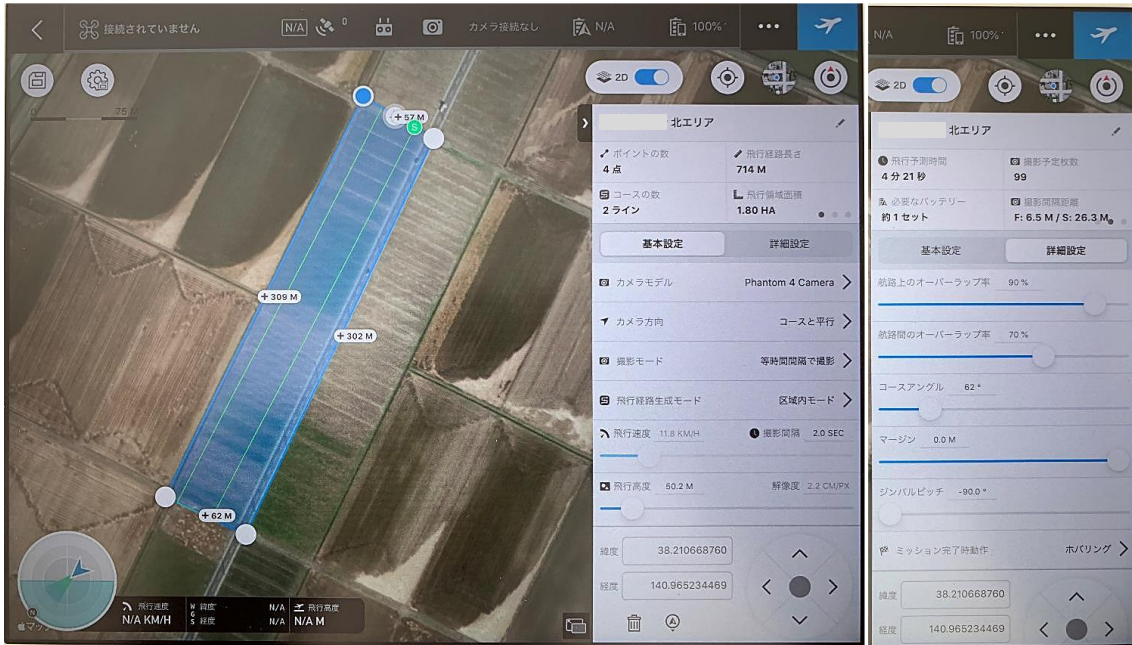 接続されていません
N/A
0
カメラ接続なし
N/A
100%
0
75 M
2D
57 M
S
309 M
302 M
62 M
N
マップ
飛行速度
N/A KM/H
WGS
緯度 N/A
経度 N/A
飛行高度
N/A M
北エリア
ポイントの数
4 点
飛行経路長さ
714 M
コースの数
2 ライン
飛行領域面積
1.80 HA
基本設定
詳細設定
カメラモデル Phantom 4 Camera
カメラ方向 コースと平行
撮影モード 等時間間隔で撮影
飛行経路生成モード 区域内モード
飛行速度 11.8 KM/H
撮影間隔 2.0 SEC
飛行高度 50.2 M
解像度 2.2 CM/PX
緯度 38.210668760
経度 140.965234469
N/A
100%
2D
北エリア
飛行予測時間
4 分 21 秒
撮影予定枚数
99
必要なバッテリー
約 1 セット
撮影間隔距離
F: 6.5 M / S: 26.3 M
基本設定
詳細設定
航路上のオーバーラップ率 90 %
航路間のオーバーラップ率 70 %
コースアングル 62 °
マージン 0.0 M
ジンバルピッチ -90.0 °
ミッション完了時動作 ホバリング
緯度 38.210668760
経度 140.965234469